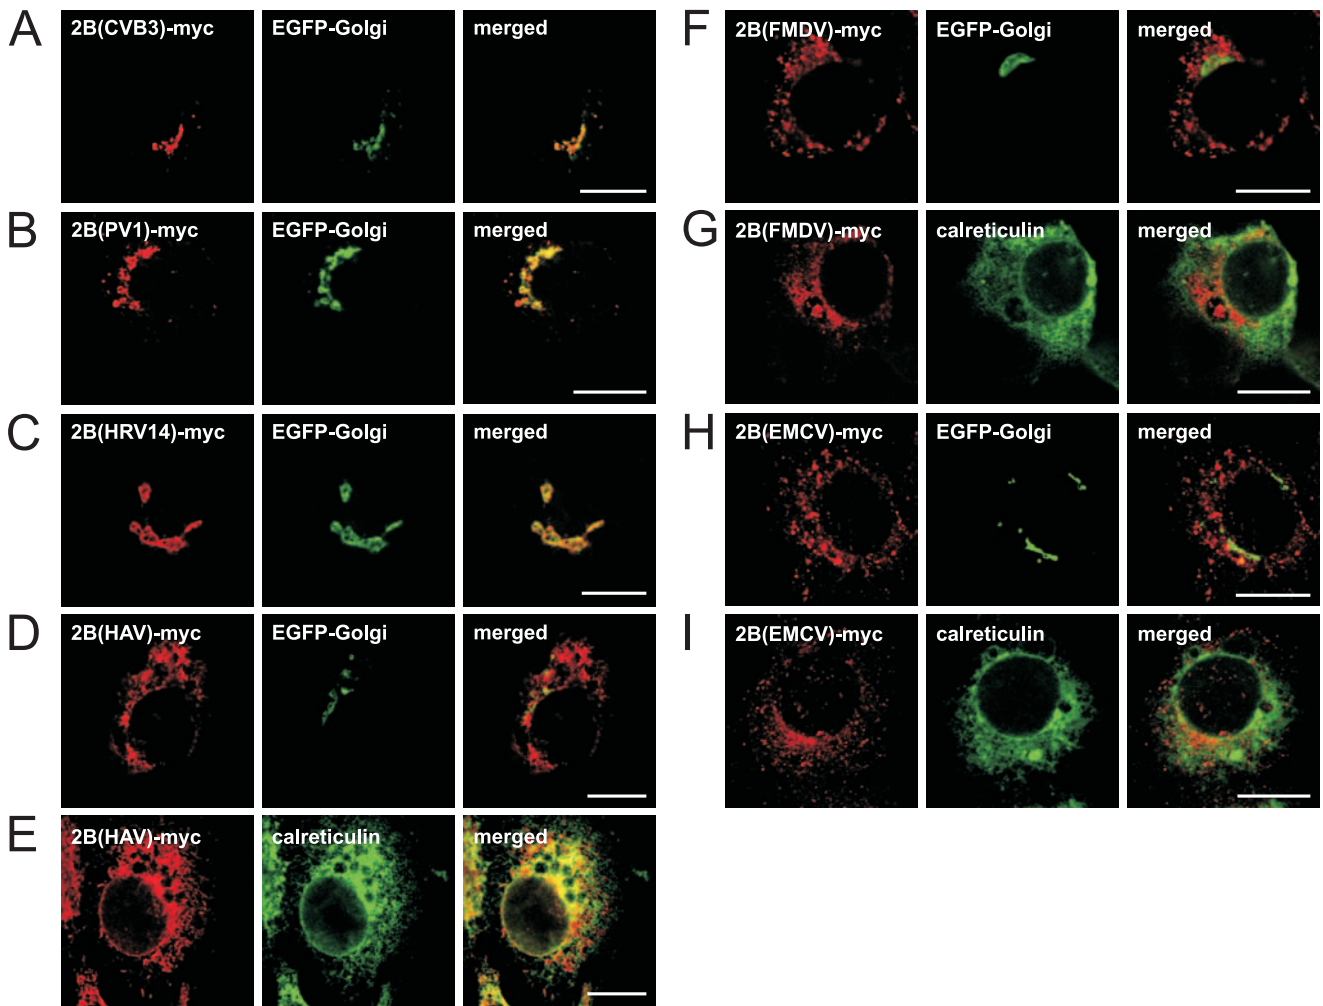 A
2B(CVB3)-myc
EGFP-Golgi
merged
B
2B(PV1)-myc
EGFP-Golgi
merged
C
2B(HRV14)-myc
EGFP-Golgi
merged
D
2B(HAV)-myc
EGFP-Golgi
merged
E
2B(HAV)-myc
calreticulin
merged
F
2B(FMDV)-myc
EGFP-Golgi
merged
G
2B(FMDV)-myc
calreticulin
merged
H
2B(EMCV)-myc
EGFP-Golgi
merged
I
2B(EMCV)-myc
calreticulin
merged